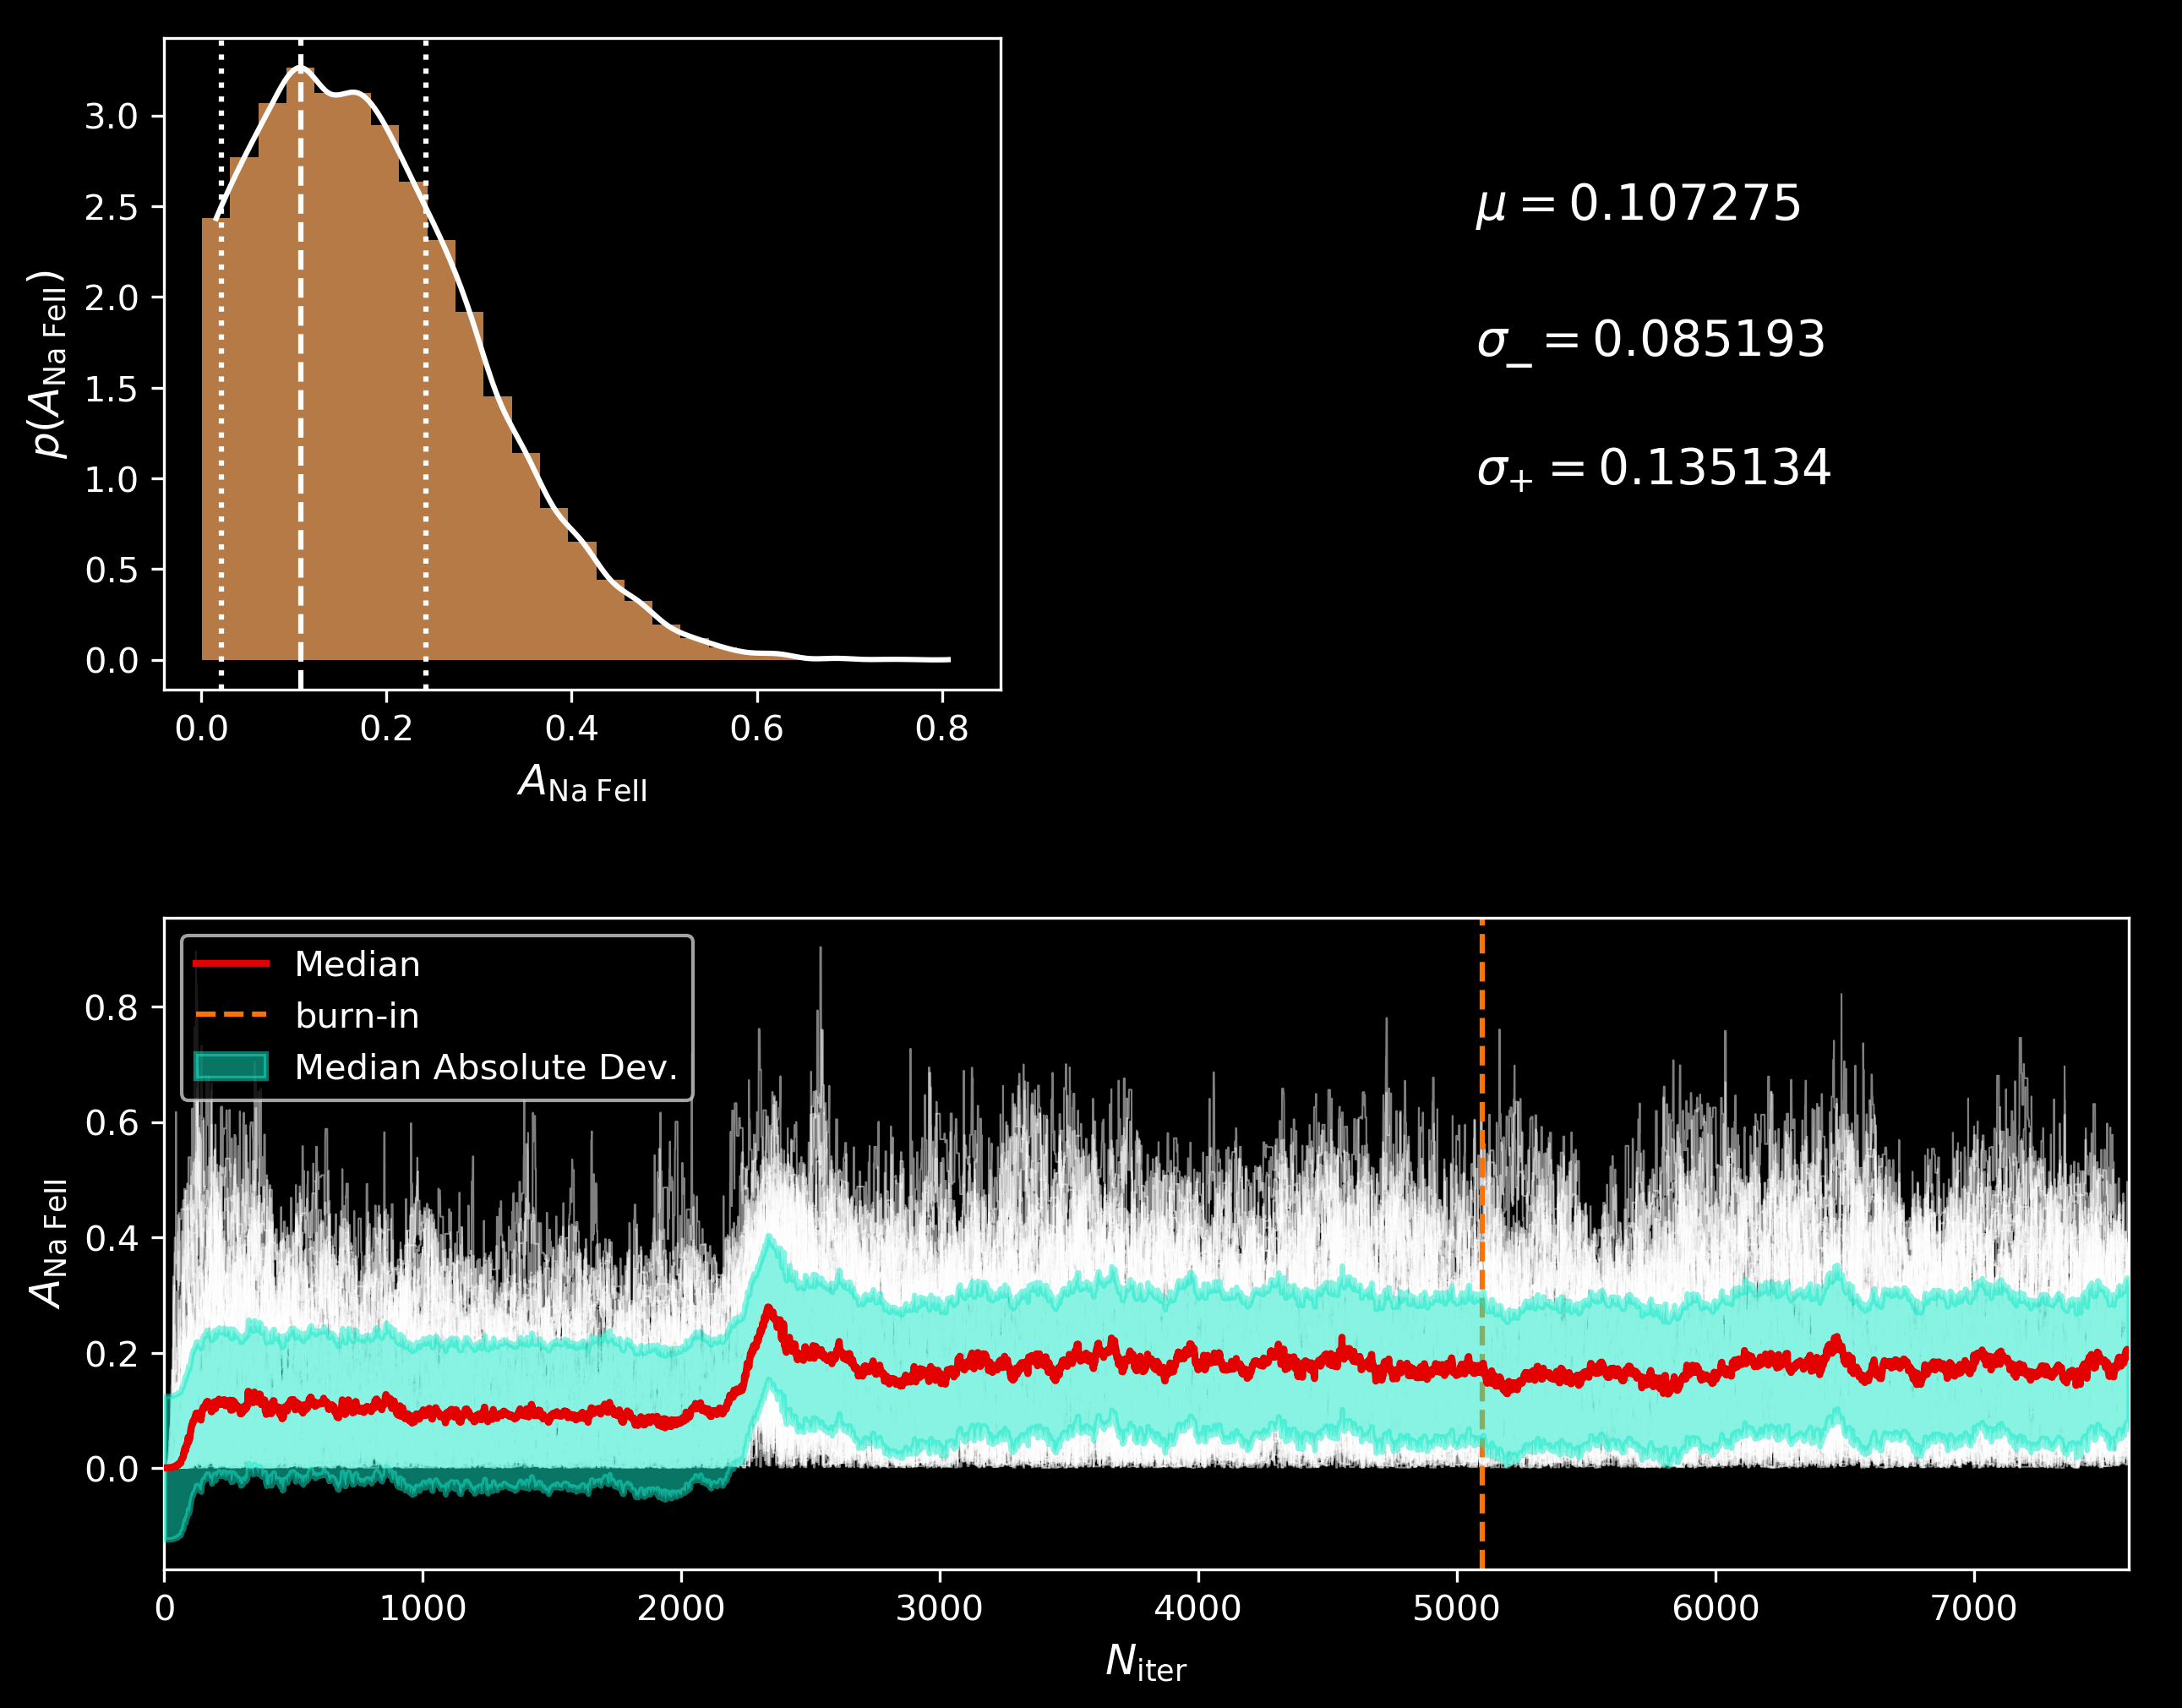 3.0
2.5
2.0
1.5
1.0
0.5
0.0
p(A_Na FeII)
0.0 0.2 0.4 0.6 0.8
A_Na FeII
μ = 0.107275
σ_− = 0.085193
σ_+ = 0.135134
Median
burn-in
Median Absolute Dev.
0.8
0.6
0.4
0.2
0.0
A_Na FeII
0 1000 2000 3000 4000 5000 6000 7000
N_iter